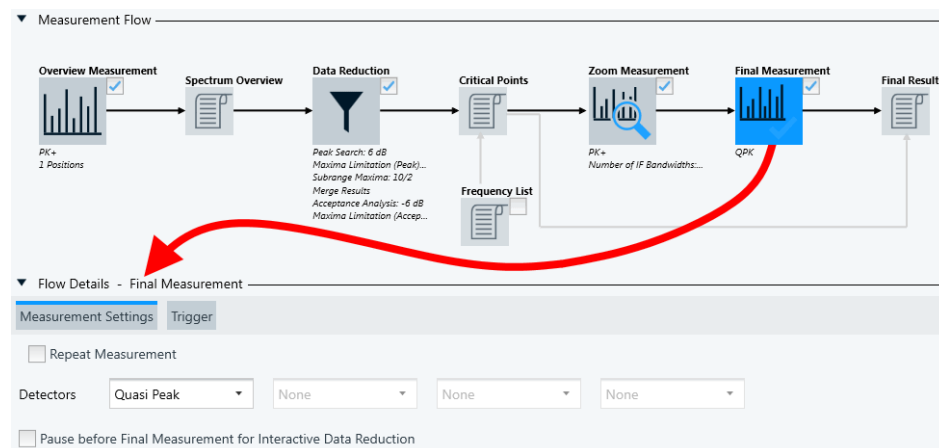 Measurement Flow
Overview Measurement
Spectrum Overview
Data Reduction
Critical Points
Zoom Measurement
Final Measurement
Final Result
PK+
1 Positions
Peak Search: 6 dB
Maxima Limitation (Peak)...
Subrange Maxima: 10/2
Merge Results
Acceptance Analysis: -6 dB
Maxima Limitation (Accep...
PK+
Number of IF Bandwidths:...
QPK
Frequency List
Flow Details - Final Measurement
Measurement Settings Trigger
Repeat Measurement
Detectors Quasi Peak None None None
Pause before Final Measurement for Interactive Data Reduction